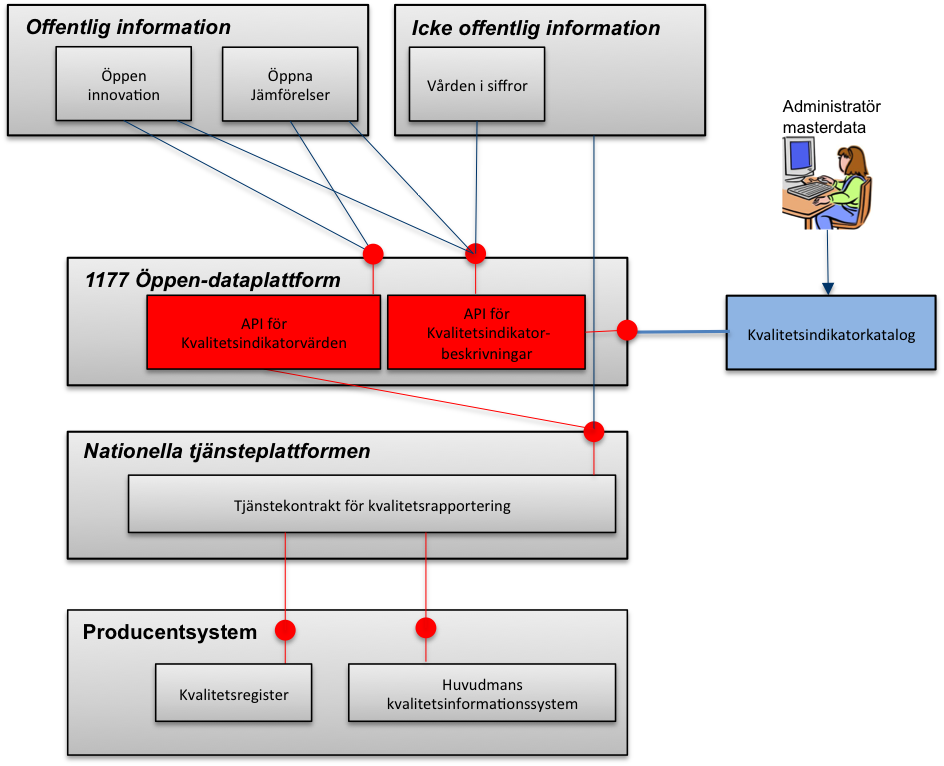 Offentlig information
Öppen
innovation
Öppna
Jämförelser
Icke offentlig information
Vården i siffror
Administratör
masterdata
1177 Öppen-dataplattform
API för
Kvalitetsindikatorvärden
API för
Kvalitetsindikator-
beskrivningar
Kvalitetsindikatorkatalog
Nationella tjänsteplattformen
Tjänstekontrakt för kvalitetsrapportering
Producentsystem
Kvalitetsregister
Huvudmans
kvalitetsinformationssystem